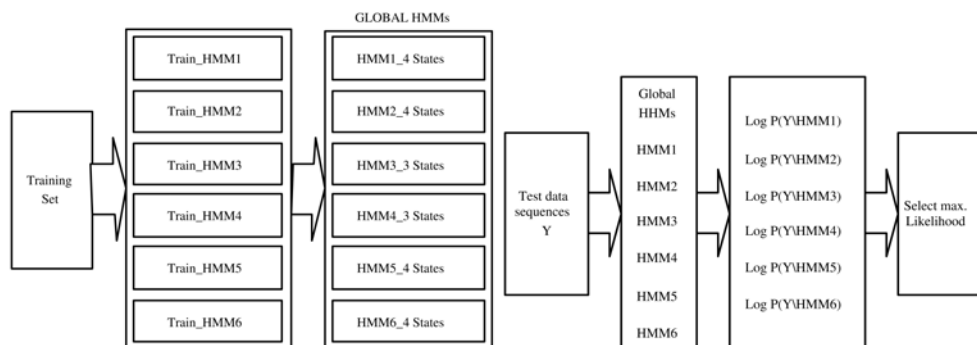 GLOBAL HMMs
Training
Set
Train_HMM1
Train_HMM2
Train_HMM3
Train_HMM4
Train_HMM5
Train_HMM6
HMM1_4 States
HMM2_4 States
HMM3_3 States
HMM4_3 States
HMM5_4 States
HMM6_4 States
Test data
sequences
Y
Global
HHMs
HMM1
HMM2
HMM3
HMM4
HMM5
HMM6
Log P(Y\HMM1)
Log P(Y\HMM2)
Log P(Y\HMM3)
Log P(Y\HMM4)
Log P(Y\HMM5)
Log P(Y\HMM6)
Select max.
Likelihood